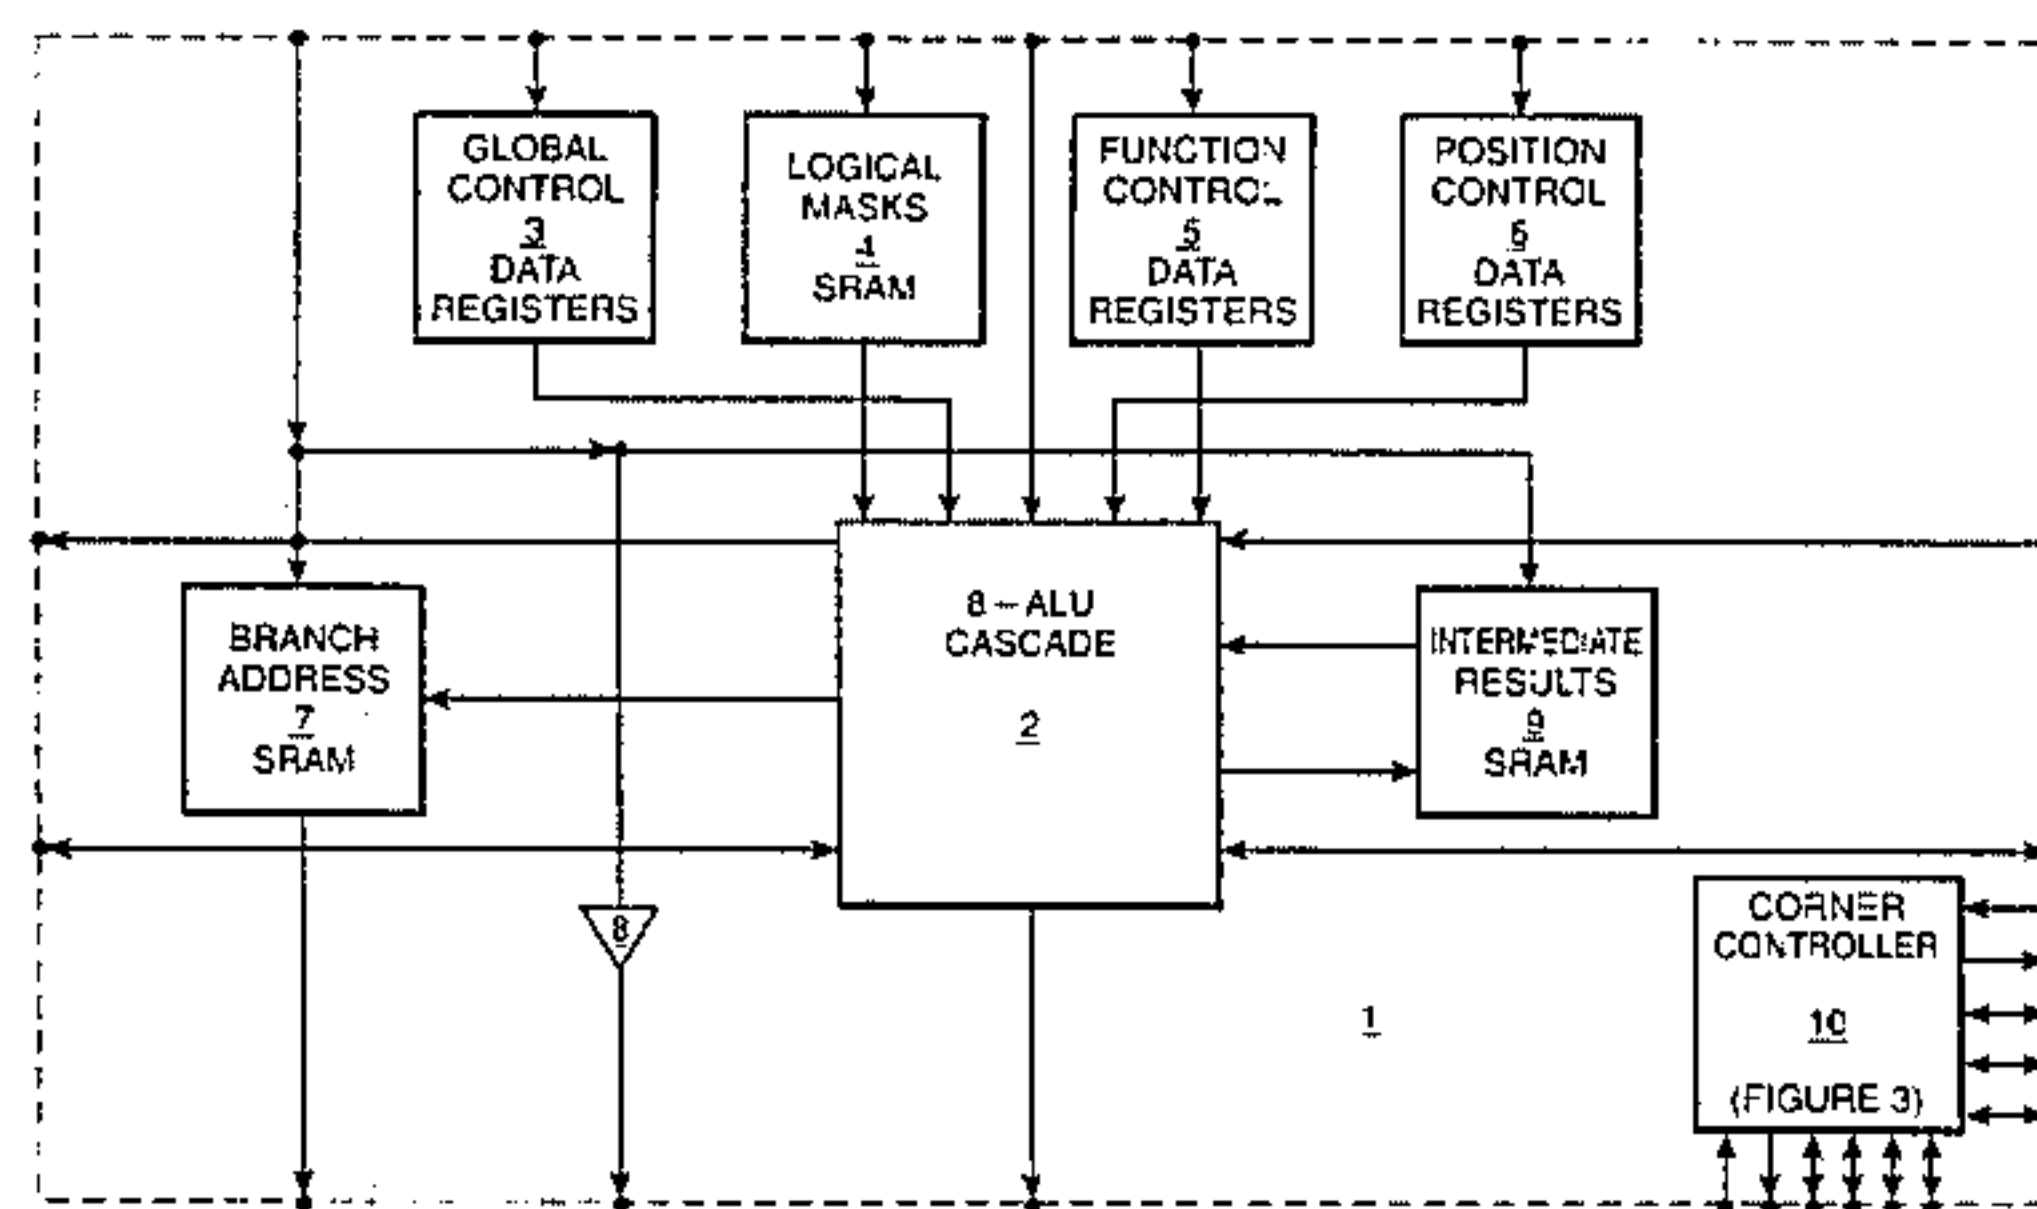 GLOBAL
CONTROL
3
DATA
REGISTERS
LOGICAL
MASKS
4
SRAM
FUNCTION
CONTROL
5
DATA
REGISTERS
POSITION
CONTROL
6
DATA
REGISTERS
BRANCH
ADDRESS
7
SRAM
8-ALU
CASCADE
2
INTERMEDIATE
RESULTS
9
SRAM
8
1
CORNER
CONTROLLER
10
(FIGURE 3)